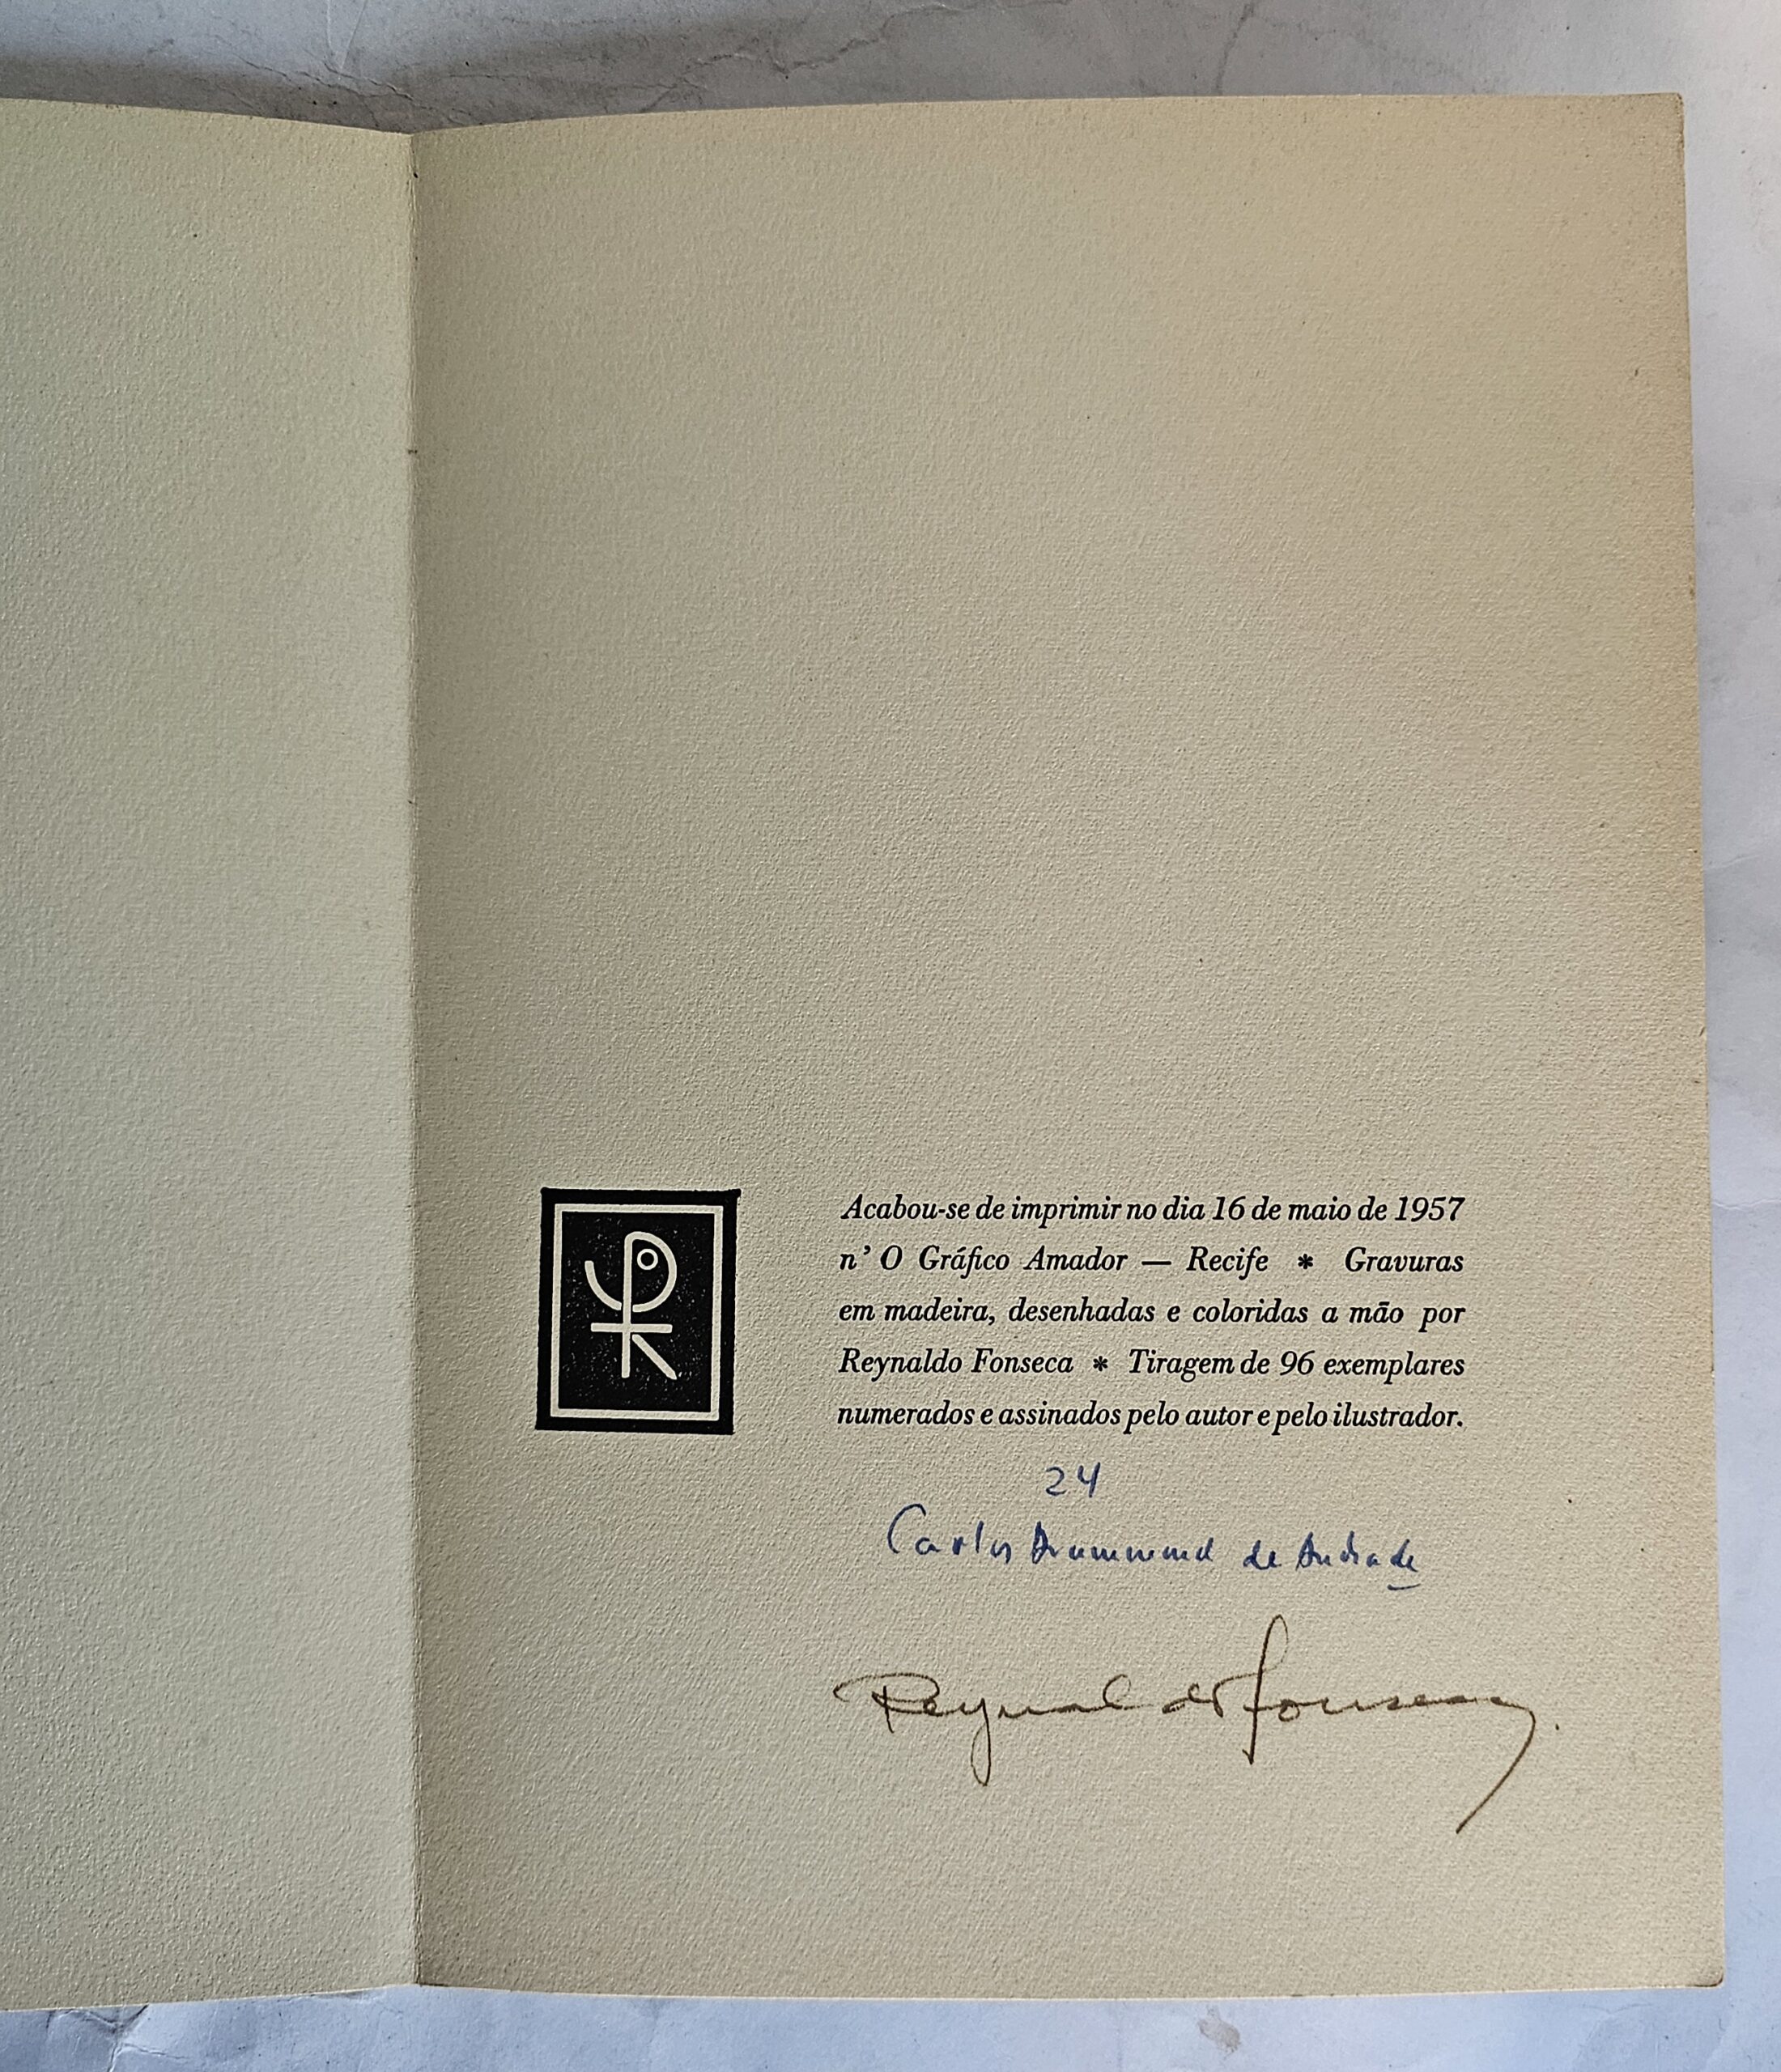 Acabou-se de imprimir no dia 16 de maio de 1957
n’ O Gráfico Amador — Recife * Gravuras
em madeira, desenhadas e coloridas a mão por
Reynaldo Fonseca * Tiragem de 96 exemplares
numerados e assinados pelo autor e pelo ilustrador.
24
Carlos Drummond de Andrade
Reynaldo Fonseca